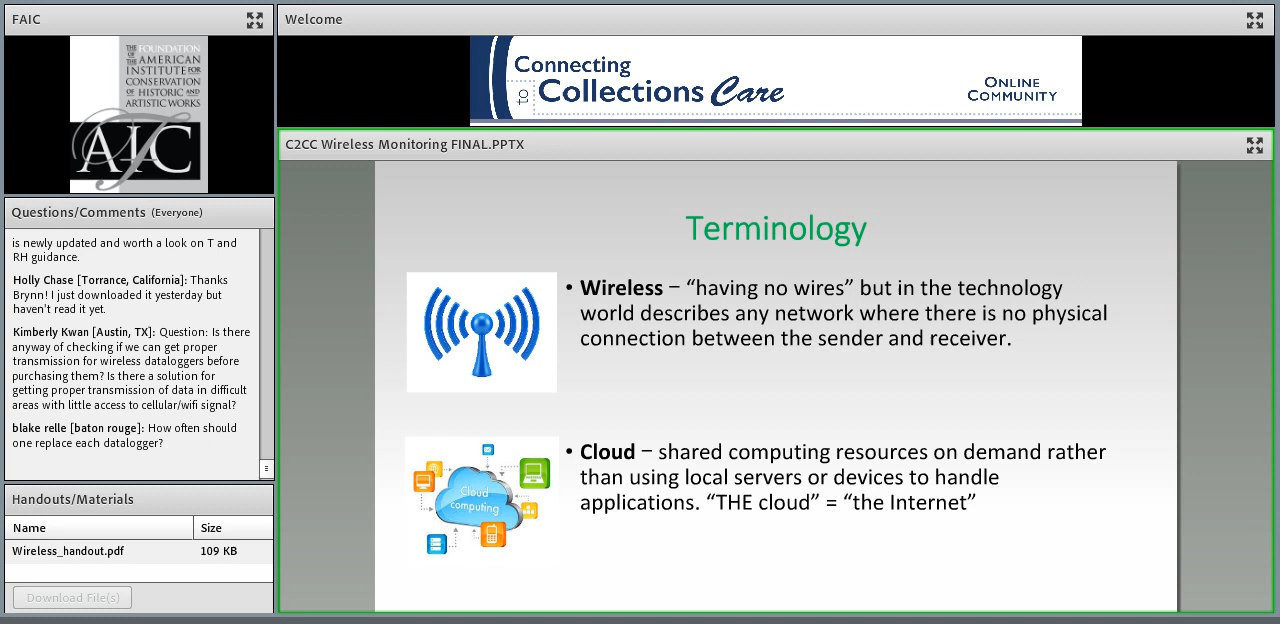 FAIC
THE FOUNDATION
OF THE AMERICAN
INSTITUTE FOR
CONSERVATION
OF HISTORIC AND
ARTISTIC WORKS
AIC
Questions/Comments (Everyone)
is newly updated and worth a look on T and
RH guidance.
Holly Chase [Torrance, California]: Thanks
Brynn! I just downloaded it yesterday but
haven't read it yet.
Kimberly Kwan [Austin, TX]: Question: Is there
anyway of checking if we can get proper
transmission for wireless dataloggers before
purchasing them? Is there a solution for
getting proper transmission of data in difficult
areas with little access to cellular/wifi signal?
blake relle [baton rouge]: How often should
one replace each datalogger?
Handouts/Materials
Name Size
Wireless_handout.pdf 109 KB
Download File(s)
Welcome
Connecting
to Collections Care
ONLINE
COMMUNITY
C2CC Wireless Monitoring FINAL.PPTX
Terminology
• Wireless – “having no wires” but in the technology
world describes any network where there is no physical
connection between the sender and receiver.
Cloud
computing
• Cloud – shared computing resources on demand rather
than using local servers or devices to handle
applications. “THE cloud” = “the Internet”